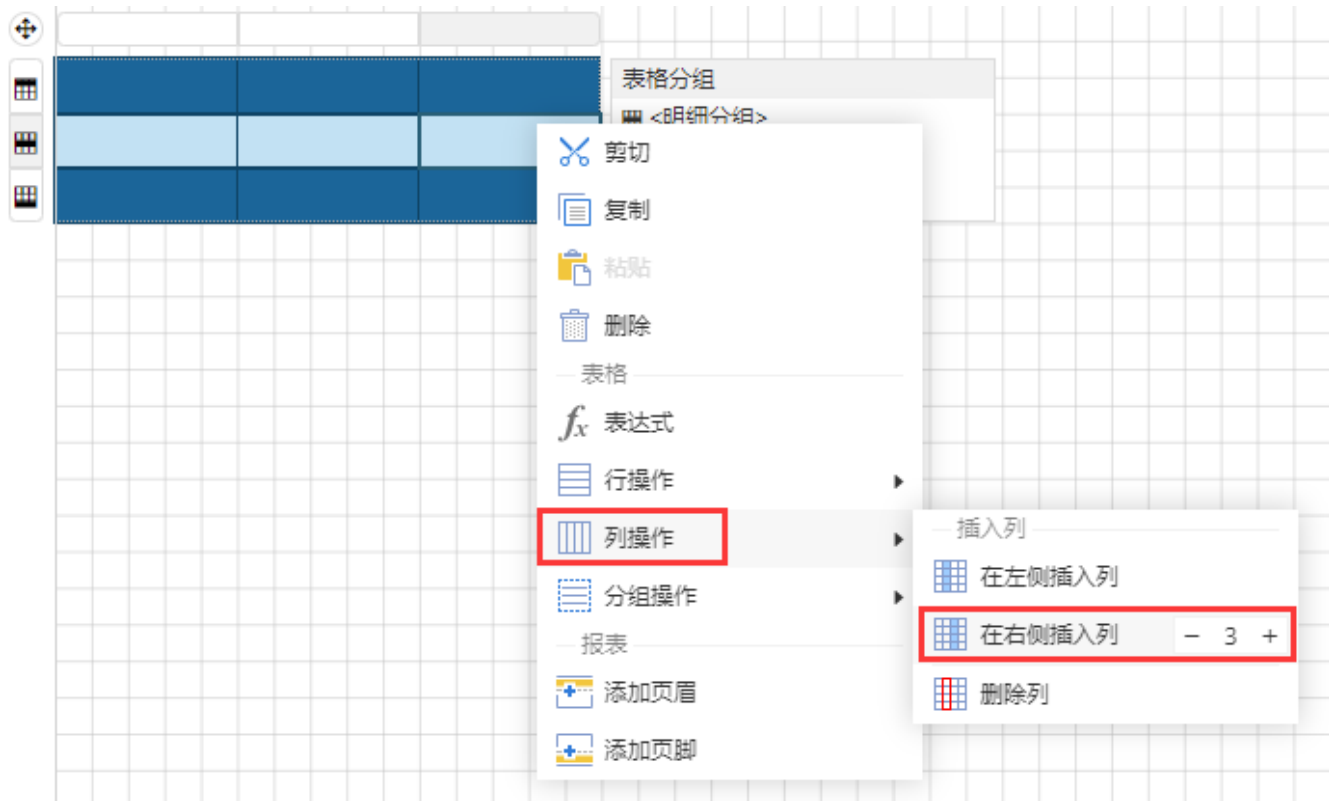 表格分组
<明细分组>
剪切
复制
粘贴
删除
表格
fx 表达式
行操作
列操作
插入列
在左侧插入列
分组操作
在右侧插入列 − 3 +
报表
添加页眉
删除列
添加页脚